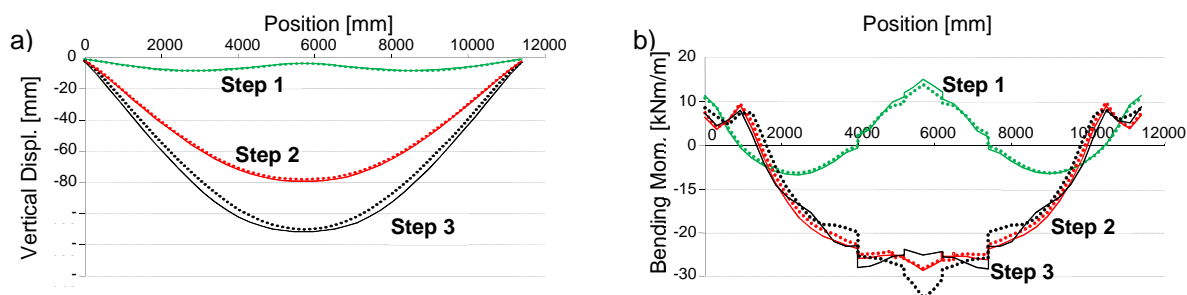 a)
Position [mm]
0 2000 4000 6000 8000 10000 12000
Vertical Displ. [mm]
0
-20
-40
-60
-80
-
-
-
Step 1
Step 2
Step 3
b)
Position [mm]
Bending Mom. [kNm/m]
20
10
0
-15
-20
-30
0 2000 4000 6000 8000 10000 12000
Step 1
Step 2
Step 3